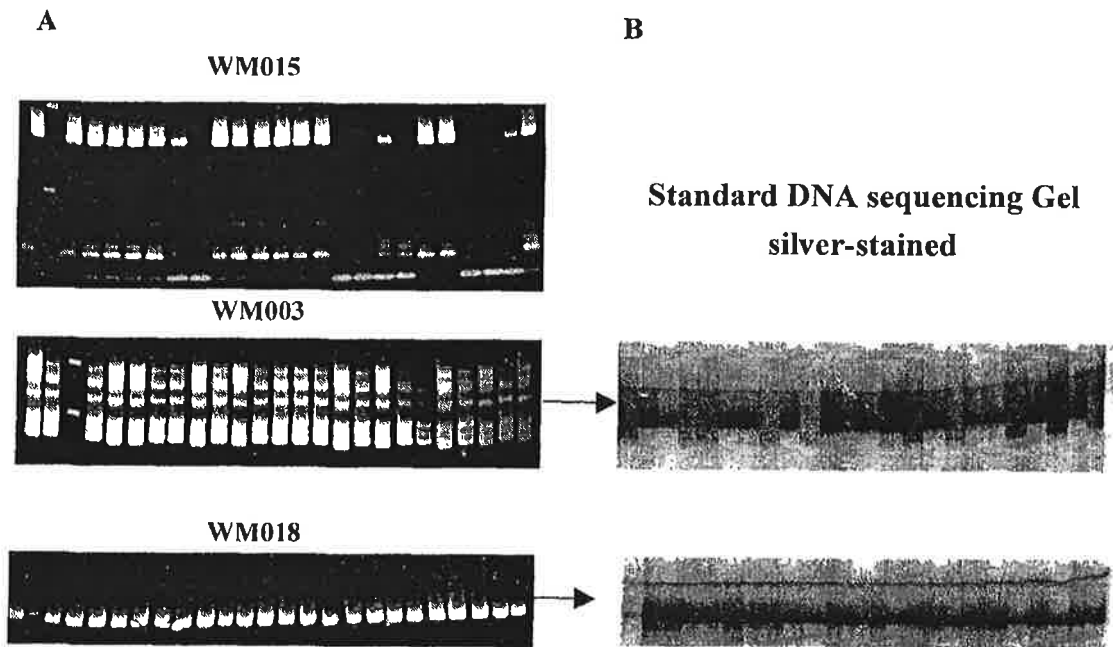 A
B
WM015
Standard DNA sequencing Gel
silver-stained
WM003
WM018